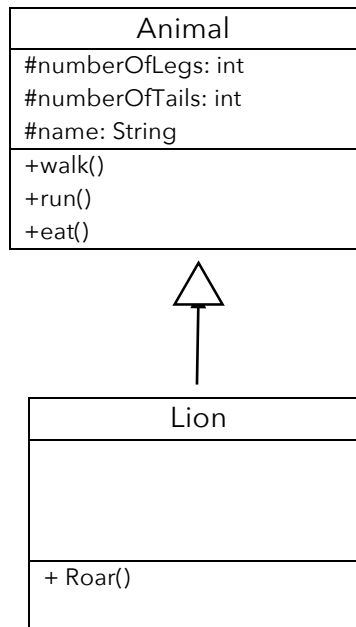 Animal
#numberOfLegs: int
#numberOfTails: int
#name: String
+walk()
+run()
+eat()
Lion
+ Roar()